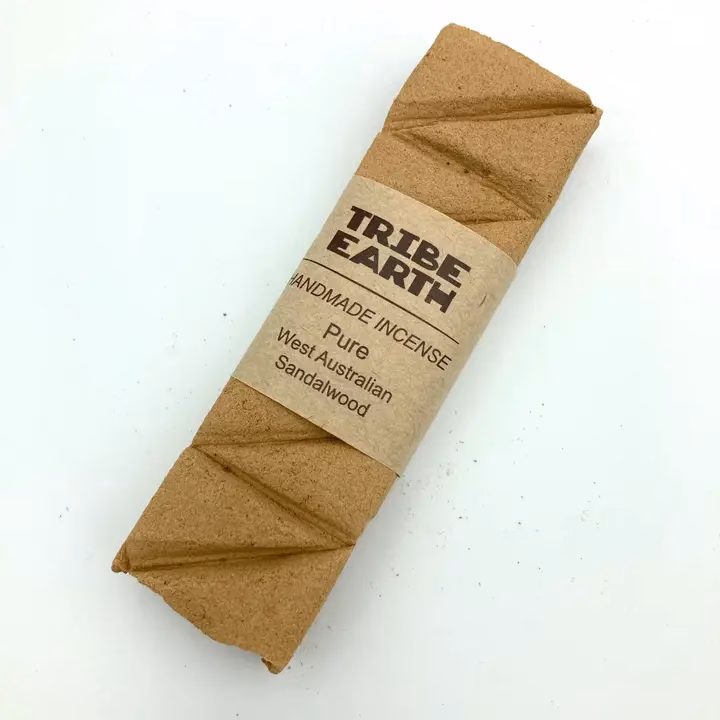 TRIBE
EARTH
HANDMADE INCENSE
Pure
West Australian
Sandalwood